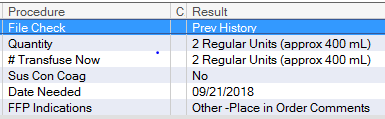 Procedure C Result
File Check Prev History
Quantity 2 Regular Units (approx 400 mL)
# Transfuse Now 2 Regular Units (approx 400 mL)
Sus Con Coag No
Date Needed 09/21/2018
FFP Indications Other -Place in Order Comments